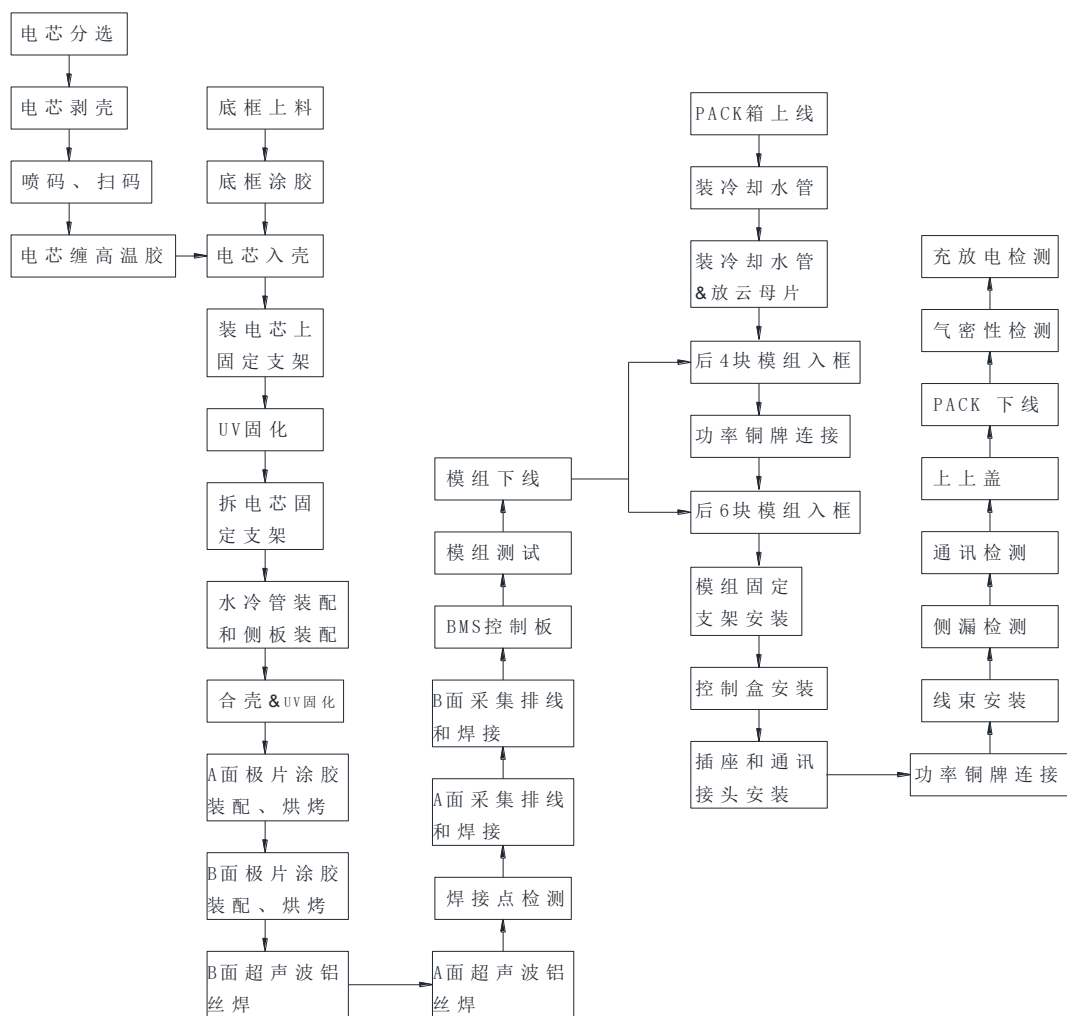 电芯分选
电芯剥壳
喷码、扫码
电芯缠高温胶
底框上料
底框涂胶
电芯入壳
装电芯上
固定支架
UV固化
拆电芯固
定支架
水冷管装配
和侧板装配
合壳&UV固化
A面极片涂胶
装配、烘烤
B面极片涂胶
装配、烘烤
B面超声波铝
丝焊
A面超声波铝
丝焊
焊接点检测
A面采集排线
和焊接
B面采集排线
和焊接
BMS控制板
模组测试
模组下线
PACK箱上线
装冷却水管
装冷却水管
&放云母片
后4块模组入框
功率铜牌连接
后6块模组入框
模组固定
支架安装
控制盒安装
插座和通讯
接头安装
功率铜牌连接
线束安装
侧漏检测
通讯检测
上上盖
PACK 下线
气密性检测
充放电检测